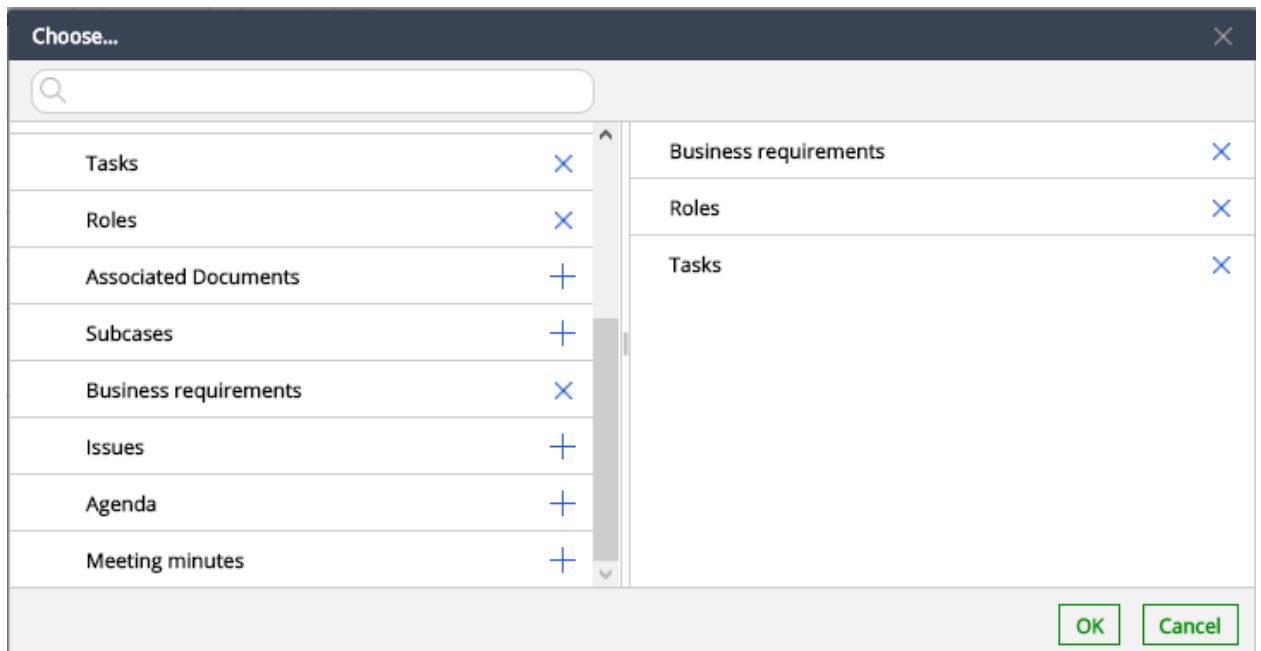 Choose...
Tasks
Roles
Associated Documents
Subcases
Business requirements
Issues
Agenda
Meeting minutes
Business requirements
Roles
Tasks
OK
Cancel